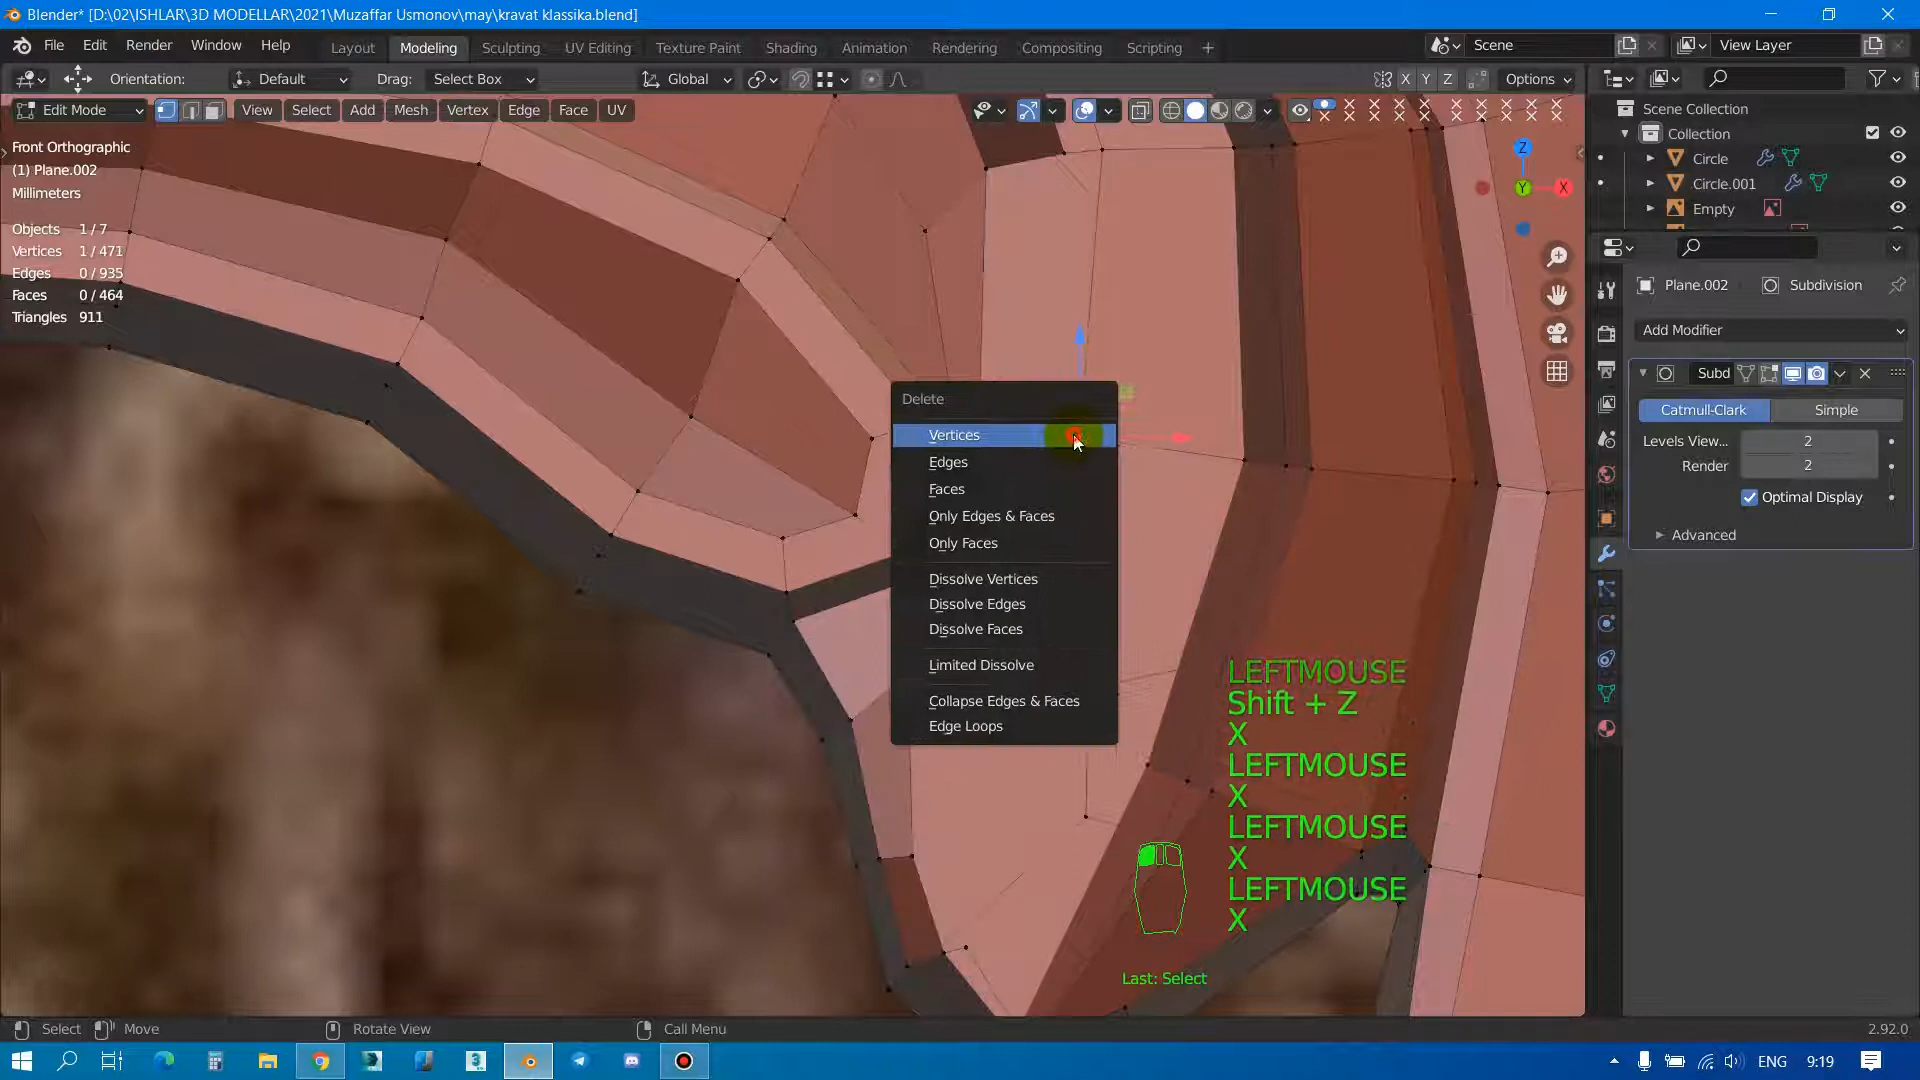 Blender* [D:\02\ISHLAR\3D MODELLAR\2021\Muzaffar Usmonov\may\kravat klassika.blend]
File Edit Render Window Help Layout Modeling Sculpting UV Editing Texture Paint Shading Animation Rendering Compositing Scripting + Scene View Layer
Orientation: Default Drag: Select Box Global X Y Z Options
Edit Mode View Select Add Mesh Vertex Edge Face UV
Scene Collection
Collection
Circle
Circle.001
Empty
Front Orthographic
(1) Plane.002
Millimeters
Objects 1/7
Vertices 1/471
Edges 0/935
Faces 0/464
Triangles 911
Z
Y
X
Plane.002 Subdivision
Add Modifier
Subd
Catmull-Clark Simple
Levels View... 2
Render 2
Optimal Display
Advanced
Delete
Vertices
Edges
Faces
Only Edges & Faces
Only Faces
Dissolve Vertices
Dissolve Edges
Dissolve Faces
Limited Dissolve
Collapse Edges & Faces
Edge Loops
LEFTMOUSE
Shift + Z
X
LEFTMOUSE
X
LEFTMOUSE
X
LEFTMOUSE
X
Last: Select
Select Move Rotate View Call Menu 2.92.0
ENG 9:19